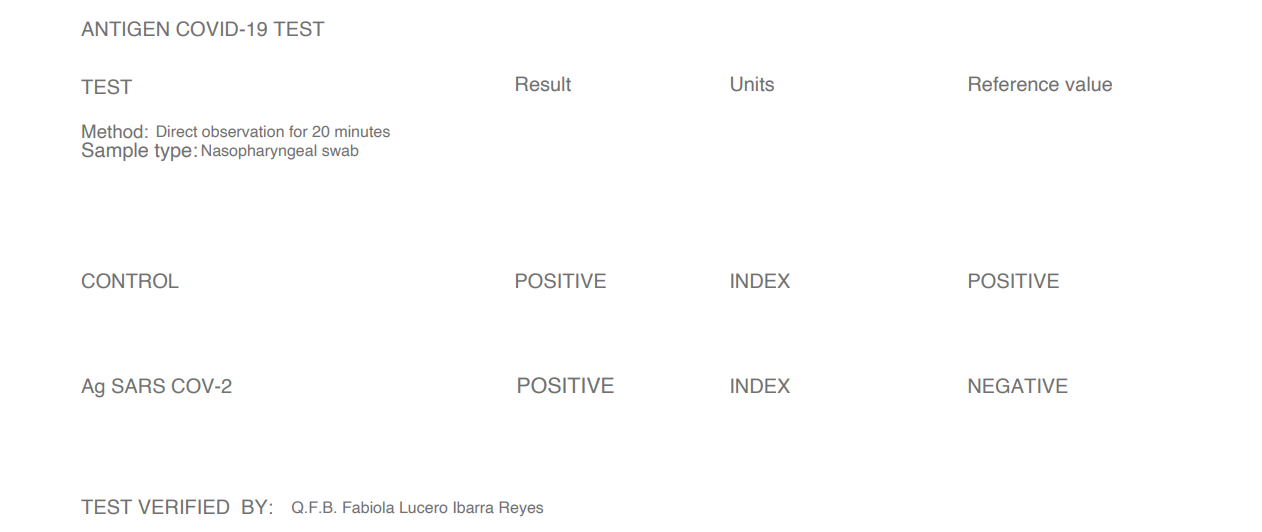 ANTIGEN COVID-19 TEST
TEST Result Units Reference value
Method: Direct observation for 20 minutes
Sample type: Nasopharyngeal swab
CONTROL POSITIVE INDEX POSITIVE
Ag SARS COV-2 POSITIVE INDEX NEGATIVE
TEST VERIFIED BY: Q.F.B. Fabiola Lucero Ibarra Reyes